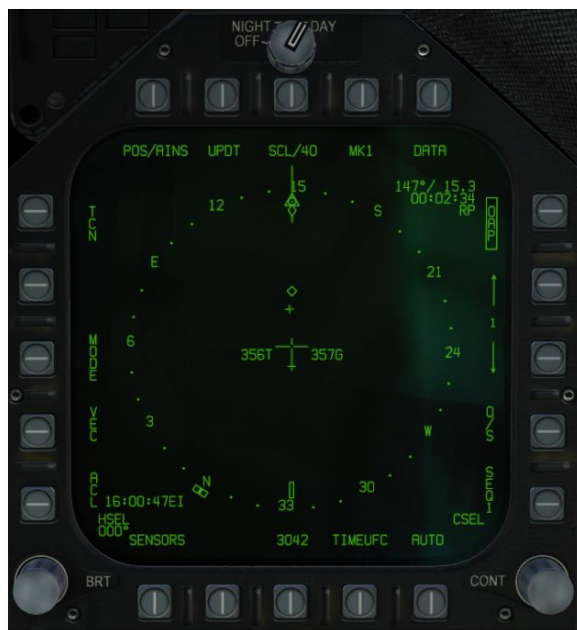 NIGHT DAY
OFF
POS/AINS UPDT SCL/40 MK1 DATA
147°/ 15.3
00:02:34
RP
TCN
OAP
12
15
S
E
21
1
6
24
MODE
356T 357G
VEC
3
W
O/S
ACL
N
30
33
SEQ1
16:00:47EI
HSEL
000°
CSEL
SENSORS 3042 TIMEUFC AUTO
BRT
CONT